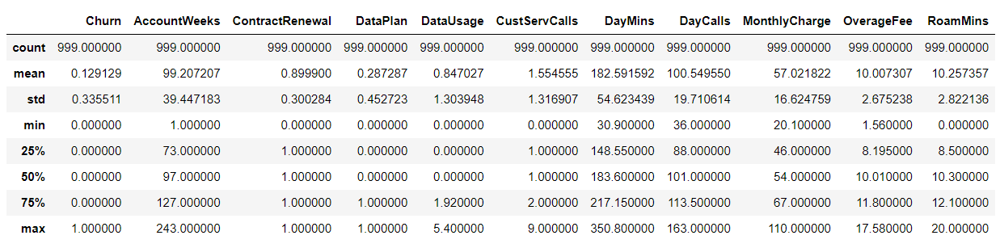 Churn AccountWeeks ContractRenewal DataPlan DataUsage CustServCalls DayMins DayCalls MonthlyCharge OverageFee RoamMins
count 999.000000 999.000000 999.000000 999.000000 999.000000 999.000000 999.000000 999.000000 999.000000 999.000000 999.000000
mean 0.129129 99.207207 0.899900 0.287287 0.847027 1.554555 182.591592 100.549550 57.021822 10.007307 10.257357
std 0.335511 39.447183 0.300284 0.452723 1.303948 1.316907 54.623439 19.710614 16.624759 2.675238 2.822136
min 0.000000 1.000000 0.000000 0.000000 0.000000 0.000000 30.900000 36.000000 20.100000 1.560000 0.000000
25% 0.000000 73.000000 1.000000 0.000000 0.000000 1.000000 148.550000 88.000000 46.000000 8.195000 8.500000
50% 0.000000 97.000000 1.000000 0.000000 0.000000 1.000000 183.600000 101.000000 54.000000 10.010000 10.300000
75% 0.000000 127.000000 1.000000 1.000000 1.920000 2.000000 217.150000 113.500000 67.000000 11.800000 12.100000
max 1.000000 243.000000 1.000000 1.000000 5.400000 9.000000 350.800000 163.000000 110.000000 17.580000 20.000000